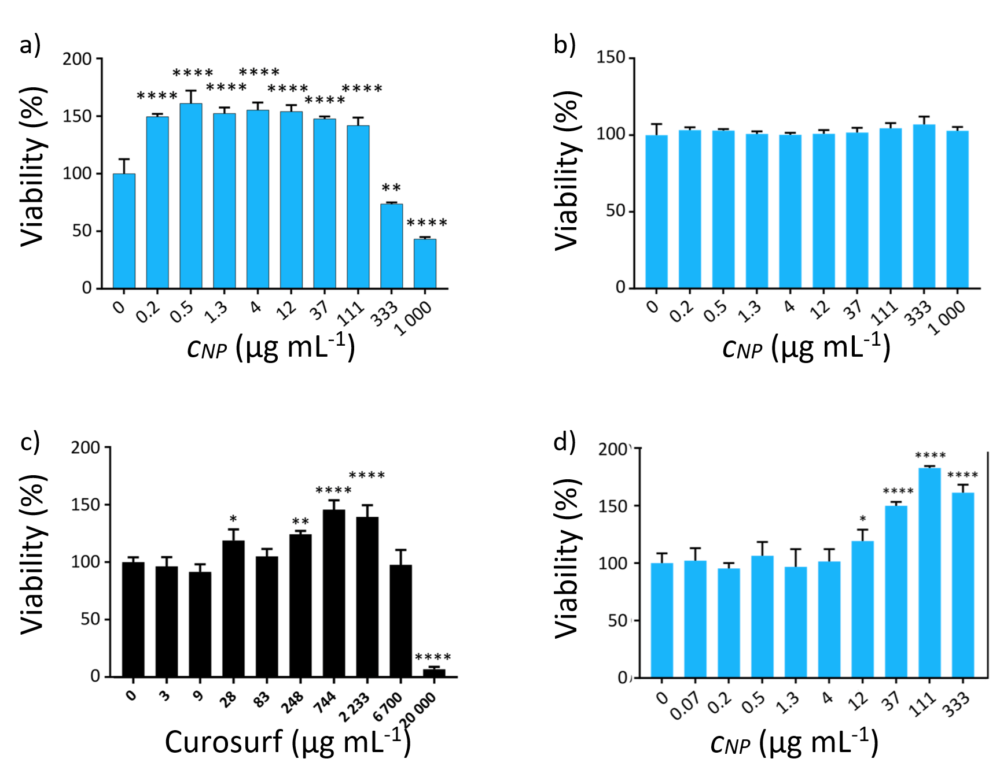 a)
200
150
100
50
0
Viability (%)
**** **** **** **** **** **** **** ** ****
0 0.2 0.5 1.3 4 12 37 111 333 1 000
cNP (µg mL-1)
b)
150
100
50
0
Viability (%)
0 0.2 0.5 1.3 4 12 37 111 333 1 000
cNP (µg mL-1)
c)
200
150
100
50
0
Viability (%)
* ** **** **** ****
0 3 9 28 83 248 744 2 233 6 700 20 000
Curosurf (µg mL-1)
d)
200
150
100
50
0
Viability (%)
* **** **** ****
0 0.07 0.2 0.5 1.3 4 12 37 111 333
cNP (µg mL-1)